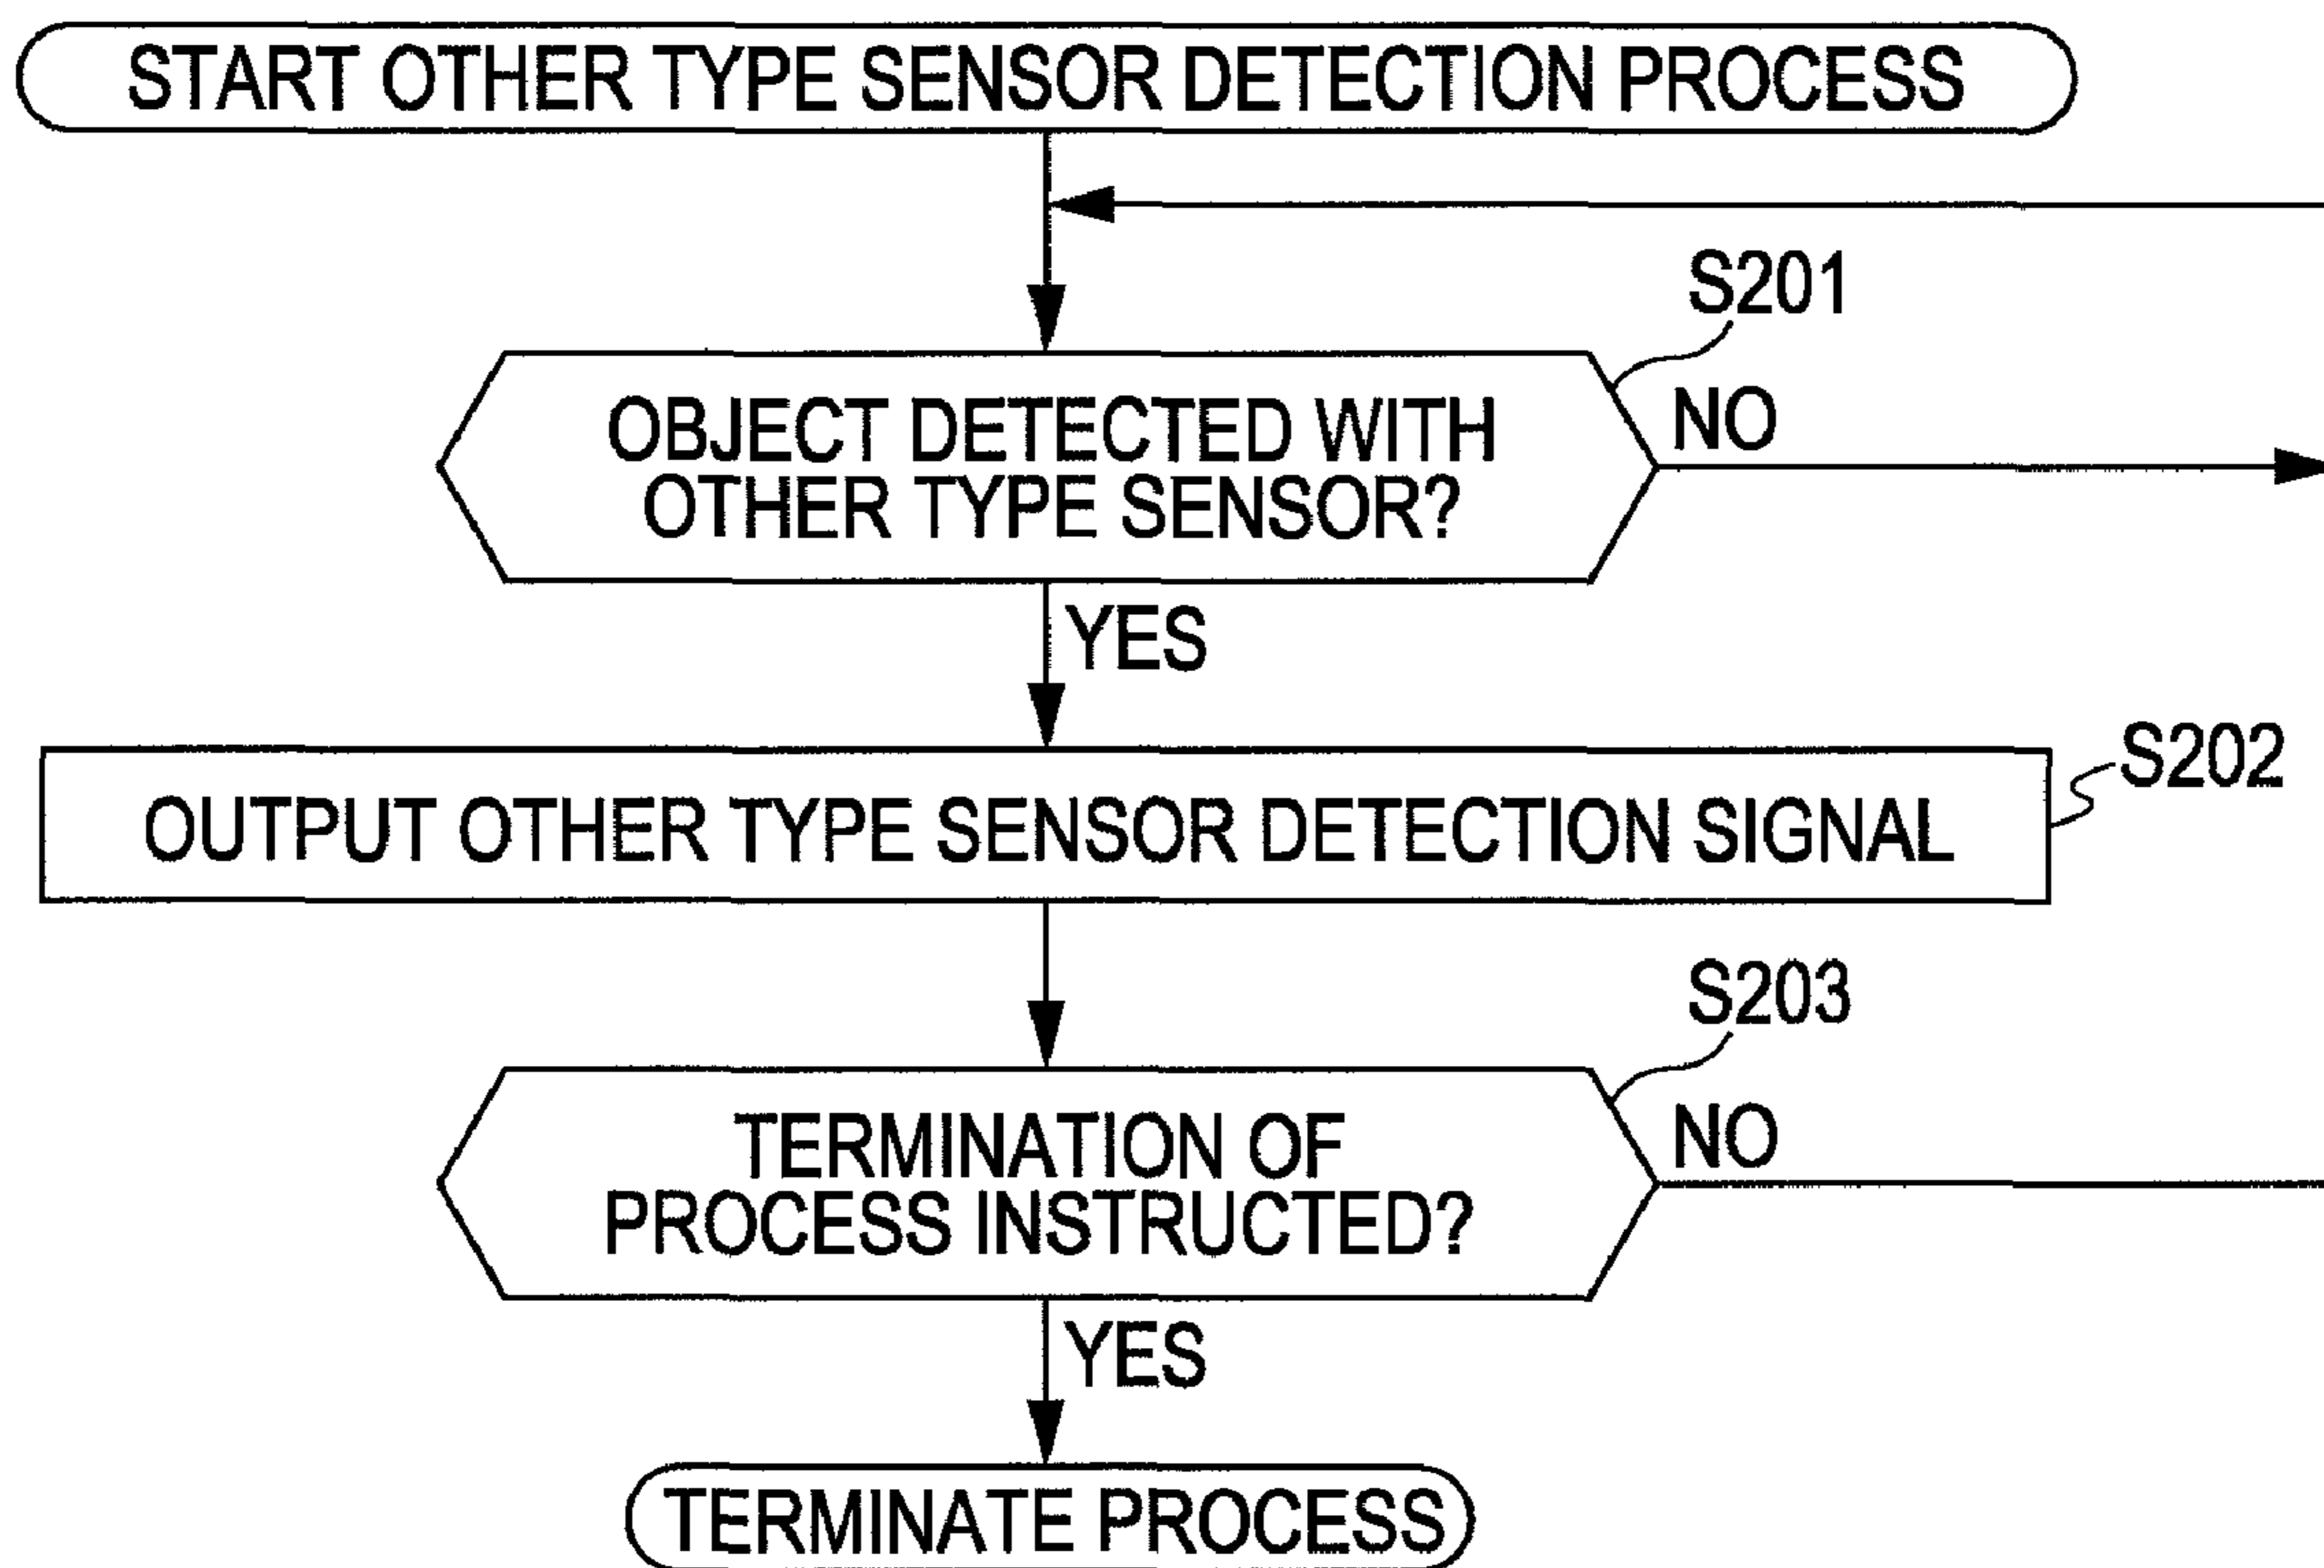 START OTHER TYPE SENSOR DETECTION PROCESS
S201
OBJECT DETECTED WITH
OTHER TYPE SENSOR?
NO
YES
S202
OUTPUT OTHER TYPE SENSOR DETECTION SIGNAL
S203
TERMINATION OF
PROCESS INSTRUCTED?
NO
YES
TERMINATE PROCESS